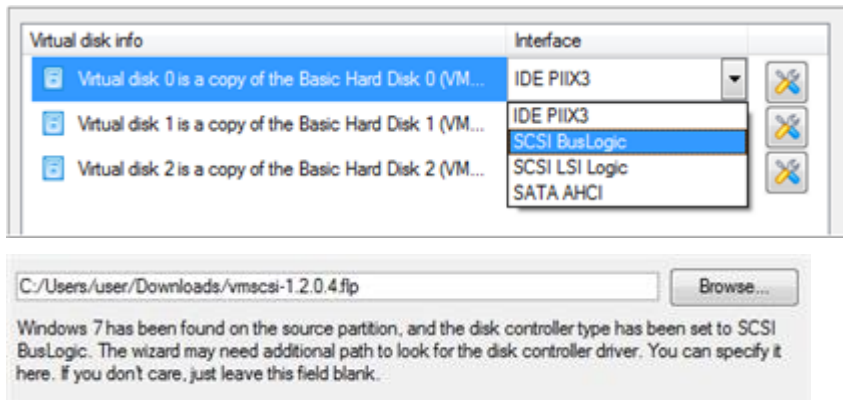 Virtual disk info Interface
Virtual disk 0 is a copy of the Basic Hard Disk 0 (VM... IDE PIIX3
Virtual disk 1 is a copy of the Basic Hard Disk 1 (VM... IDE PIIX3
SCSI BusLogic
Virtual disk 2 is a copy of the Basic Hard Disk 2 (VM... SCSI LSI Logic
SATA AHCI
C:/Users/user/Downloads/vmscsi-1.2.0.4.flp Browse...
Windows 7 has been found on the source partition, and the disk controller type has been set to SCSI
BusLogic. The wizard may need additional path to look for the disk controller driver. You can specify it
here. If you don't care, just leave this field blank.